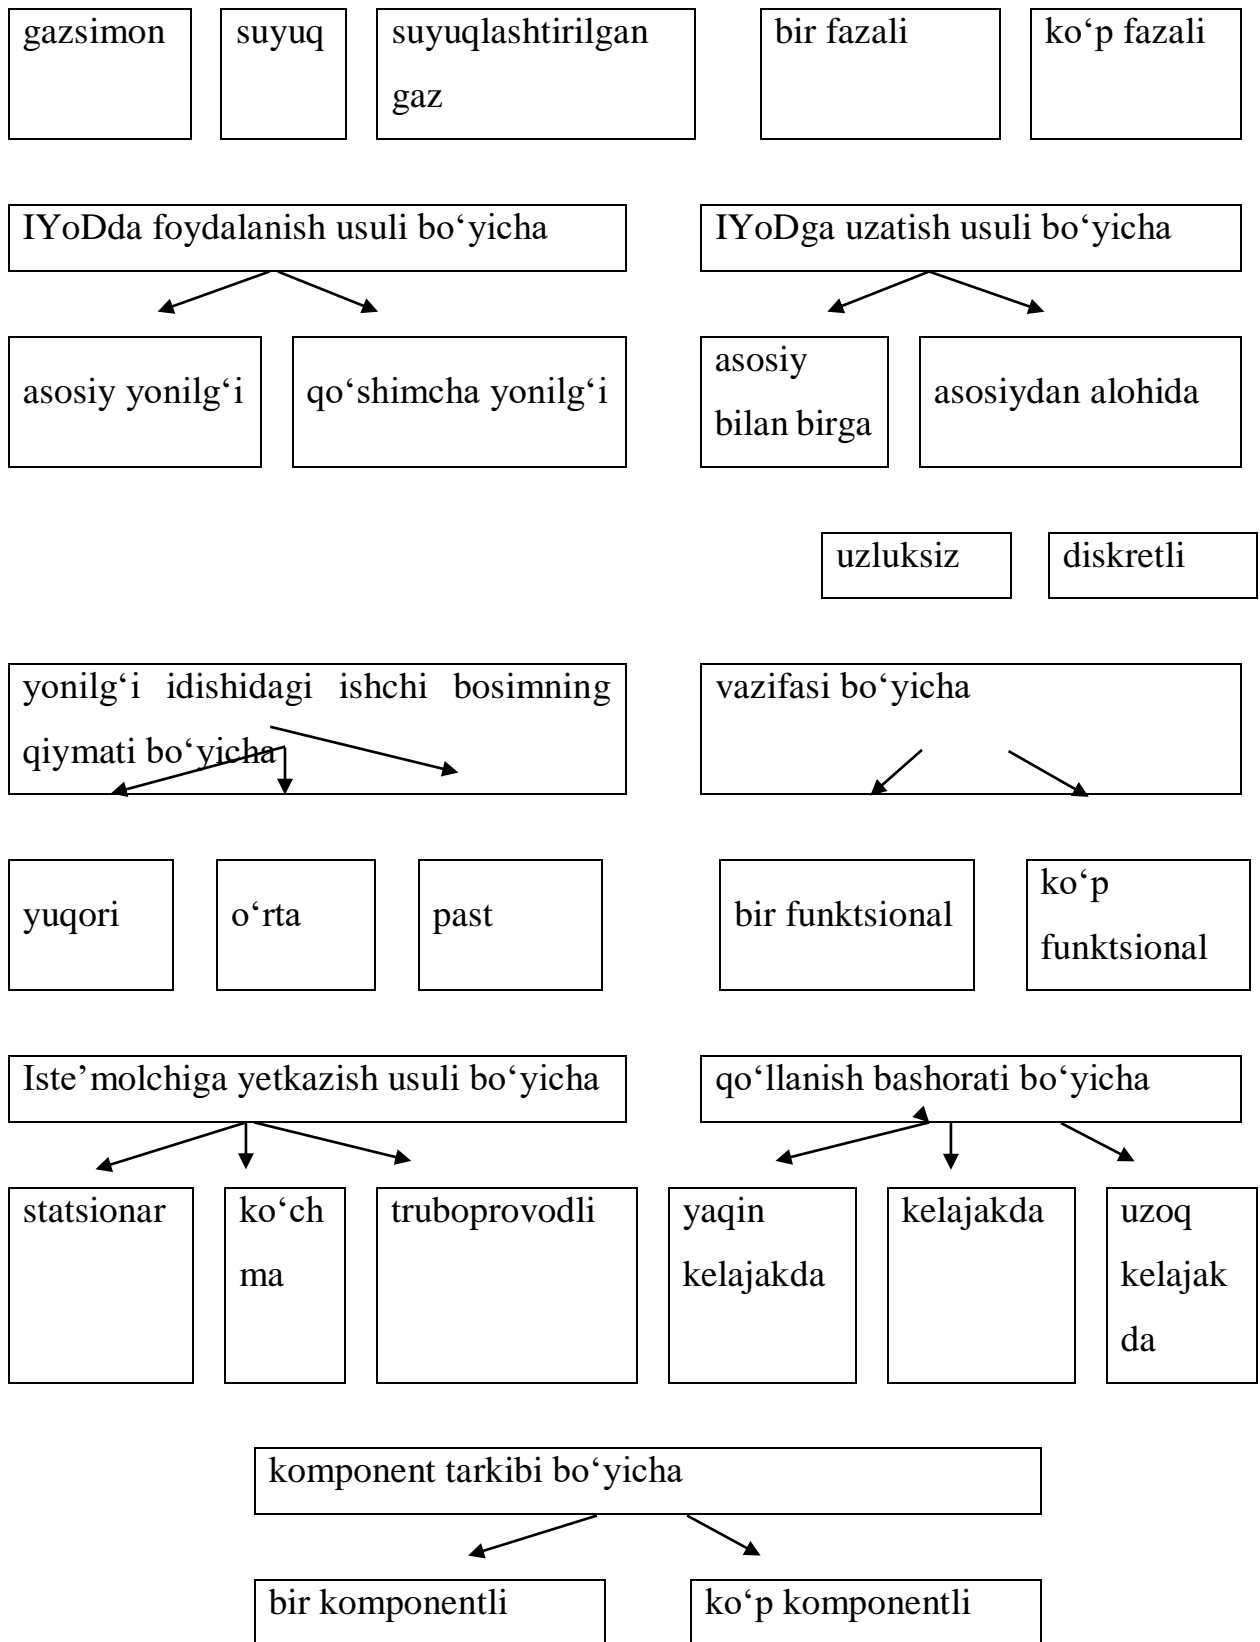 gazsimon
suyuq
suyuqlashtirilgan
gaz
bir fazali
ko‘p fazali
IYoDda foydalanish usuli bo‘yicha
IYoDga uzatish usuli bo‘yicha
asosiy yonilg‘i
qo‘shimcha yonilg‘i
asosiy
bilan birga
asosiydan alohida
uzluksiz
diskretli
yonilg‘i idishidagi ishchi bosimning
qiymati bo‘yicha
vazifasi bo‘yicha
yuqori
o‘rta
past
bir funktsional
ko‘p
funktsional
Iste’molchiga yetkazish usuli bo‘yicha
qo‘llanish bashorati bo‘yicha
statsionar
ko‘ch
ma
truboprovodli
yaqin
kelajakda
kelajakda
uzoq
kelajak
da
komponent tarkibi bo‘yicha
bir komponentli
ko‘p komponentli